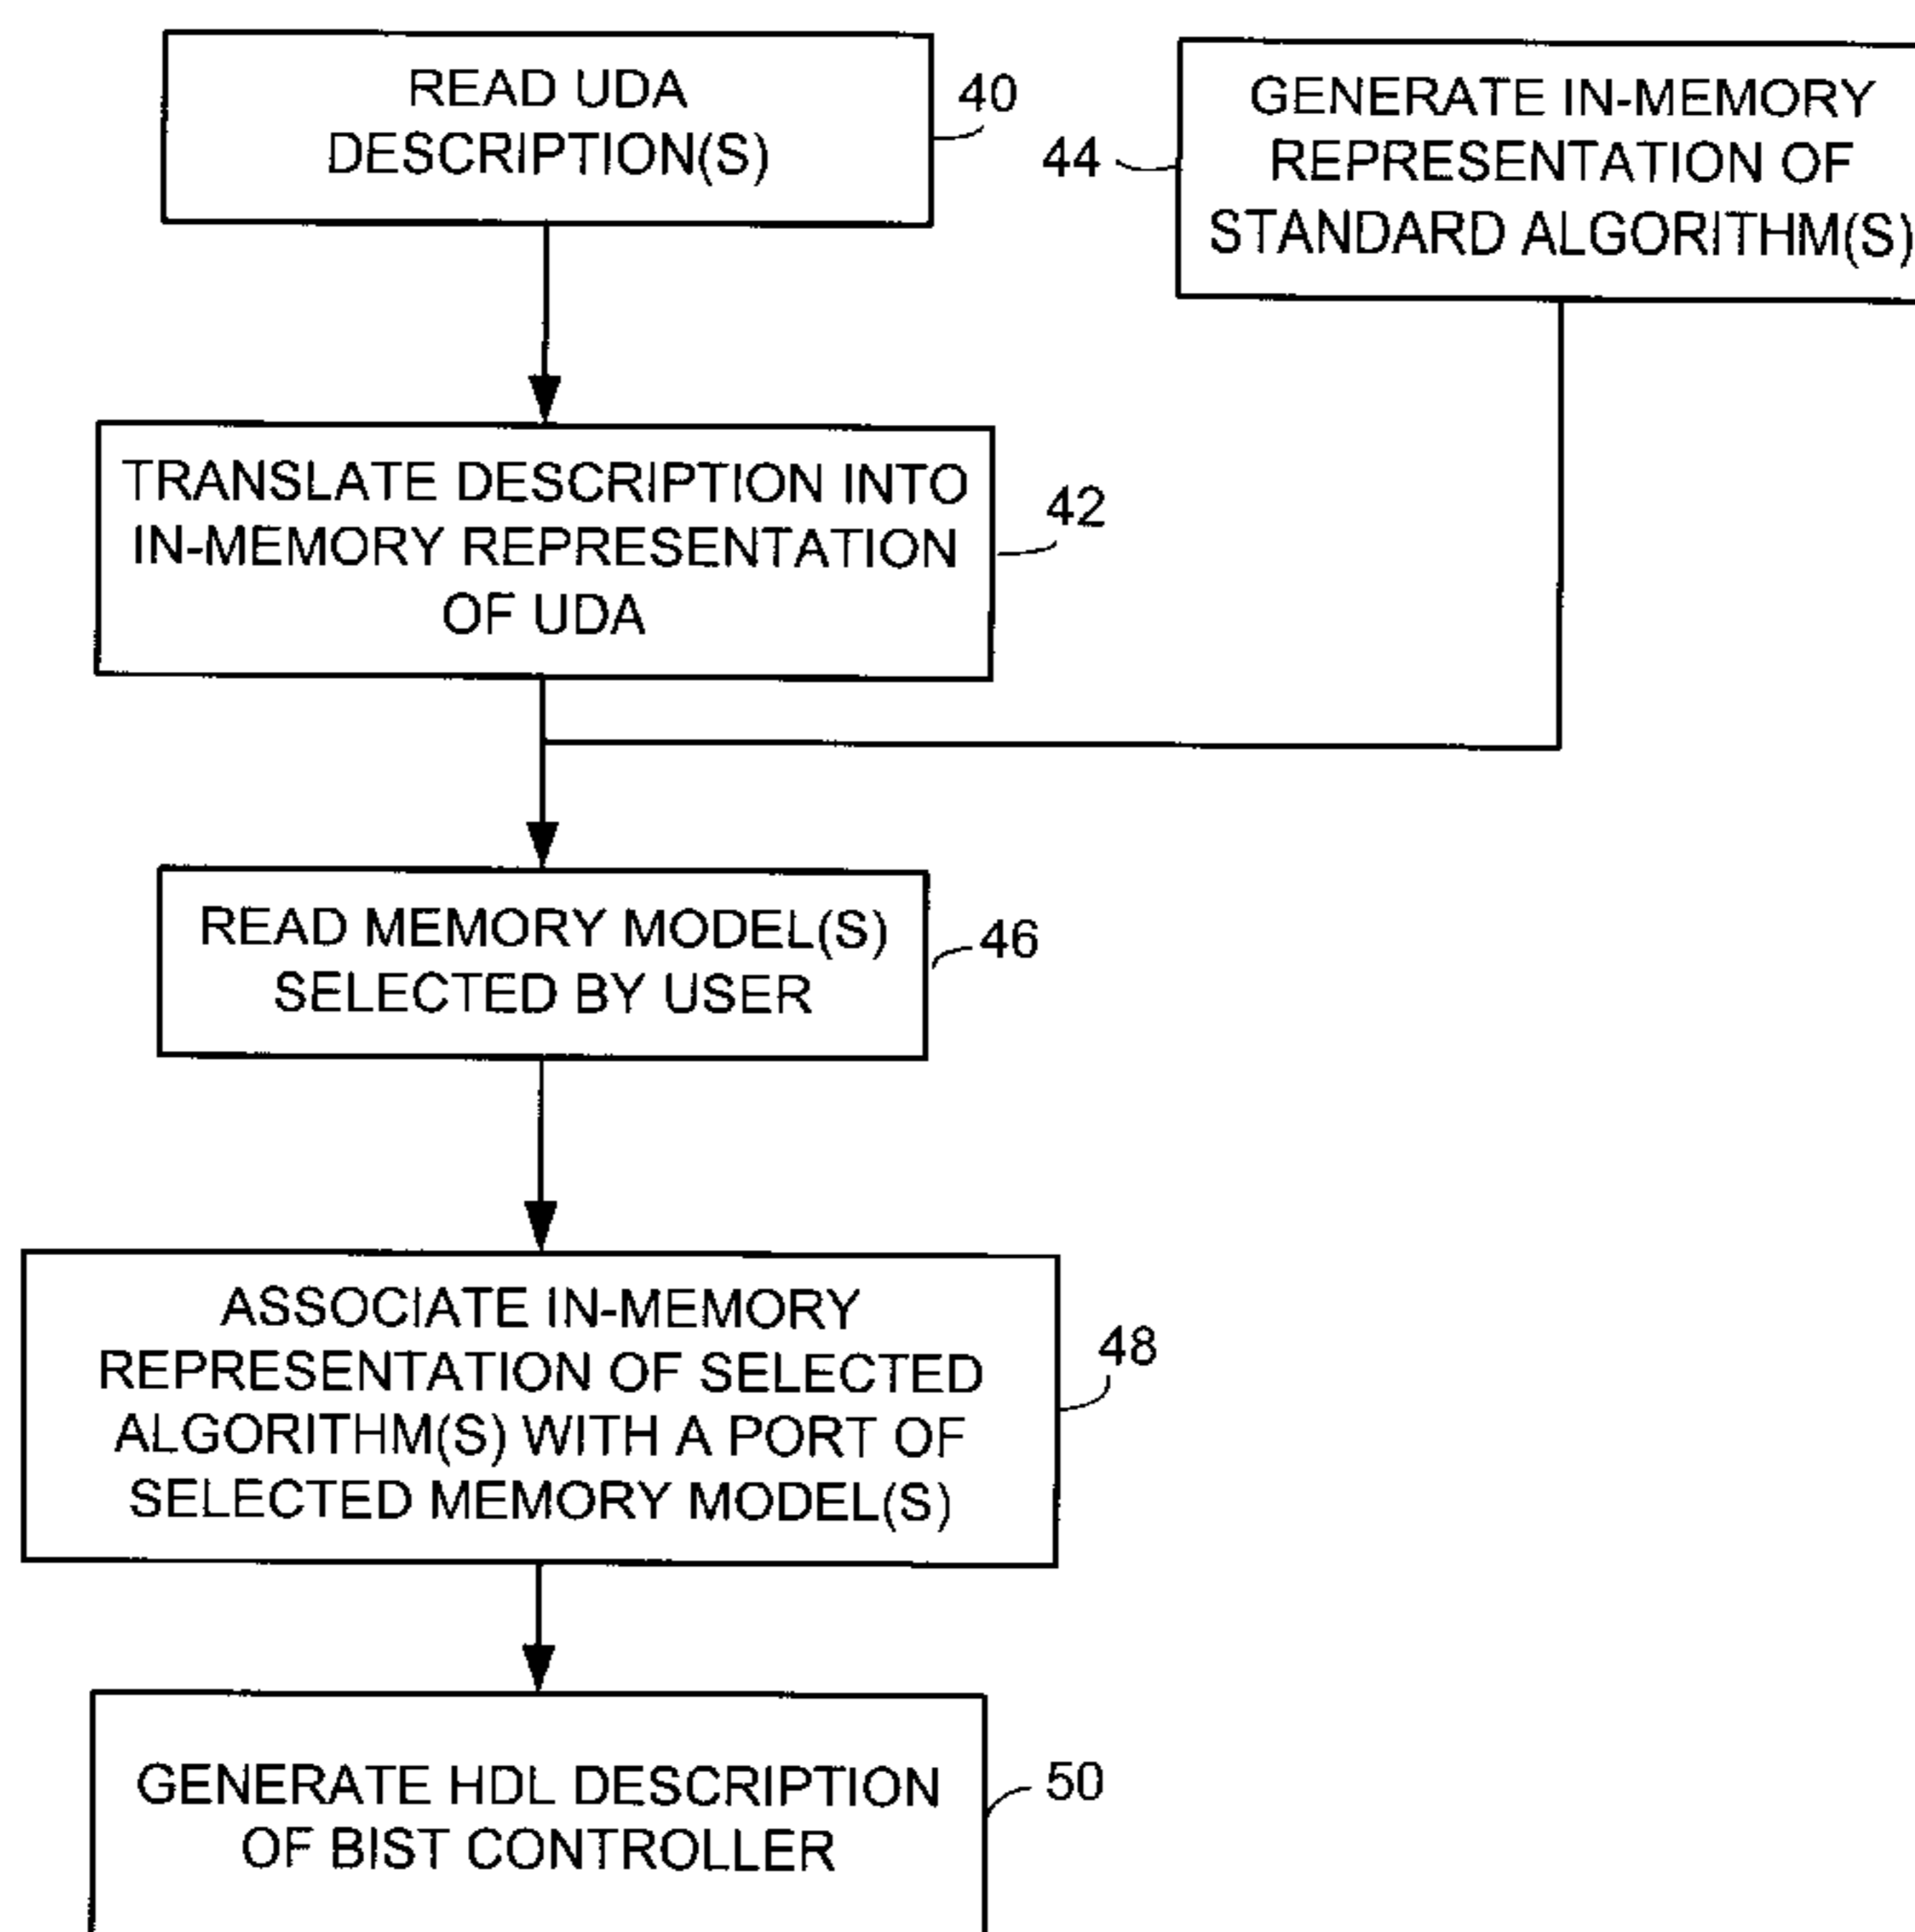 READ UDA
DESCRIPTION(S)
40
GENERATE IN-MEMORY
REPRESENTATION OF
STANDARD ALGORITHM(S)
44
TRANSLATE DESCRIPTION INTO
IN-MEMORY REPRESENTATION
OF UDA
42
READ MEMORY MODEL(S)
SELECTED BY USER
46
ASSOCIATE IN-MEMORY
REPRESENTATION OF SELECTED
ALGORITHM(S) WITH A PORT OF
SELECTED MEMORY MODEL(S)
48
GENERATE HDL DESCRIPTION
OF BIST CONTROLLER
50